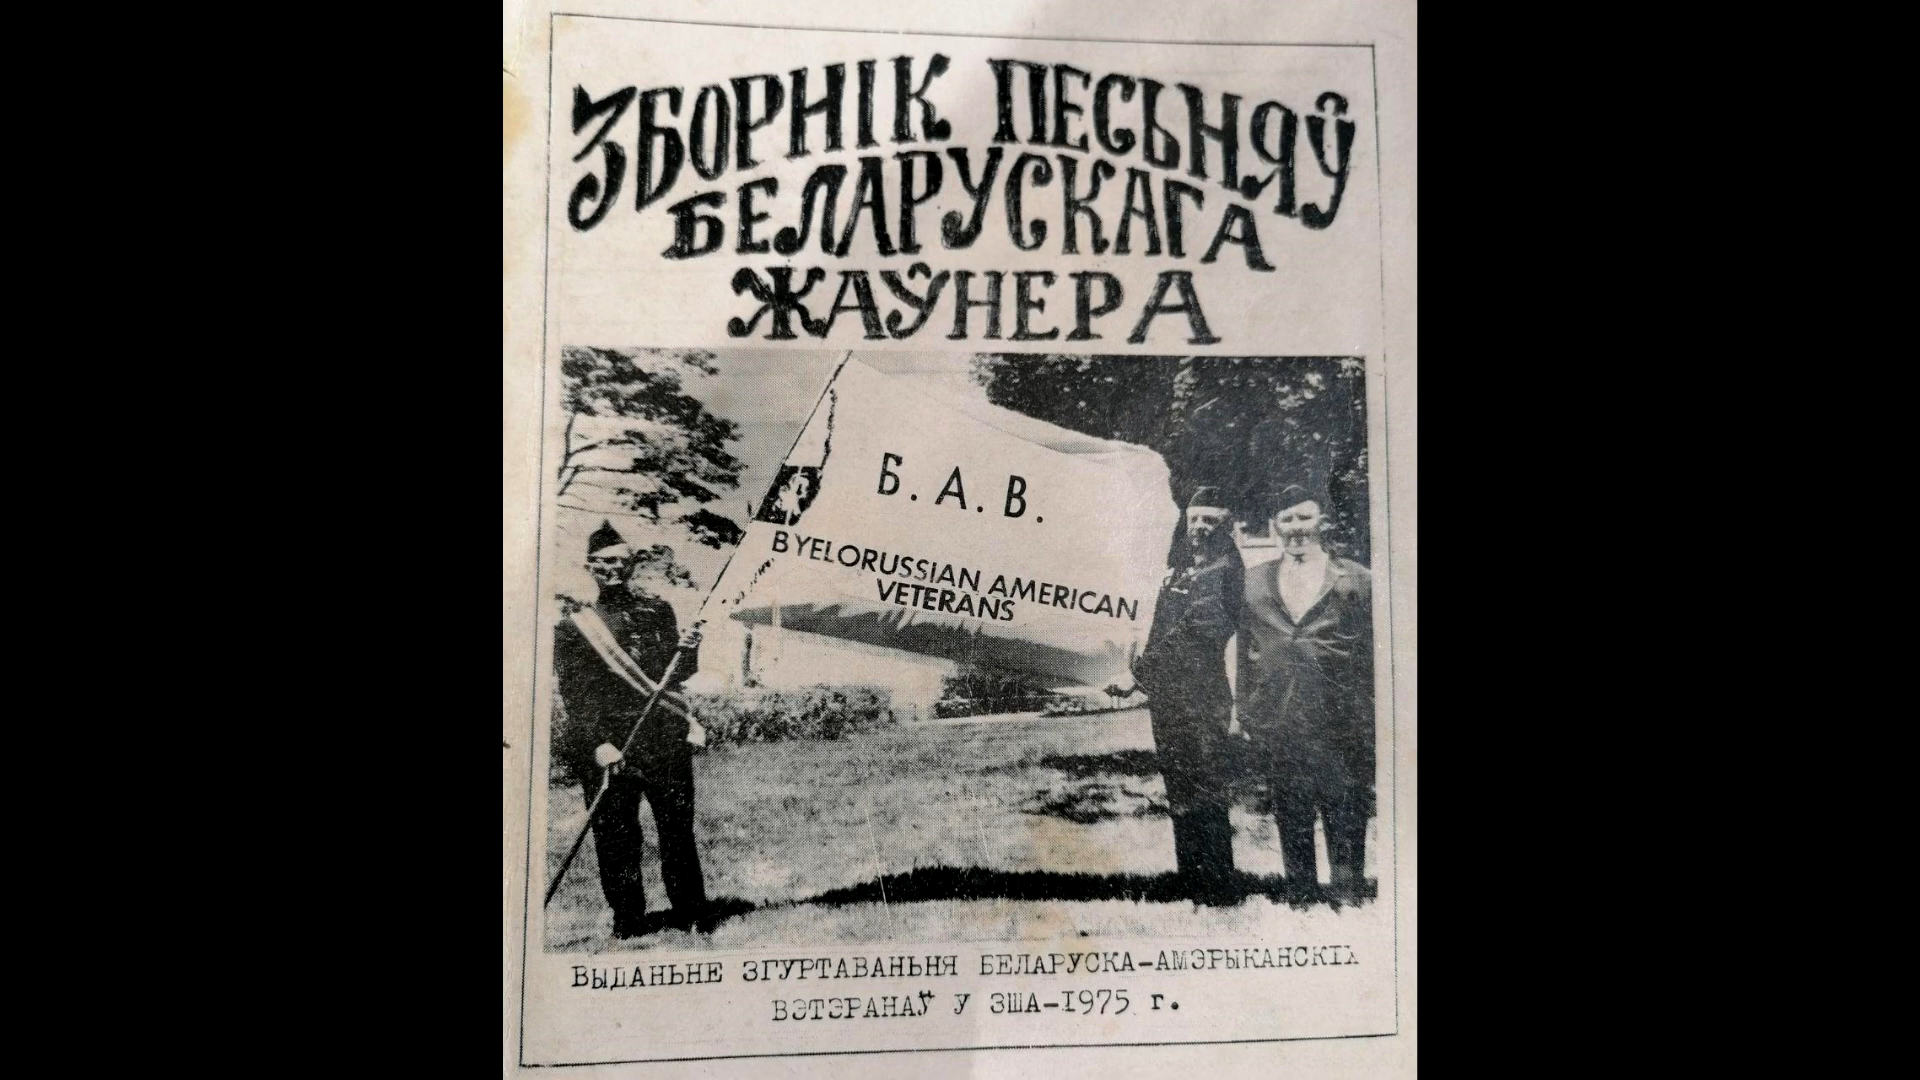 ЗБОРНІК ПЕСЬНЯЎ
БЕЛАРУСКАГА
ЖАЎНЕРА
Б.А.В.
BYELORUSSIAN AMERICAN
VETERANS
ВЫДАНЬНЕ ЗГУРТАВАНЬНЯ БЕЛАРУСКА-АМЭРЫКАНСКІХ
ВЭТЭРАНАЎ У ЗША-1975 г.